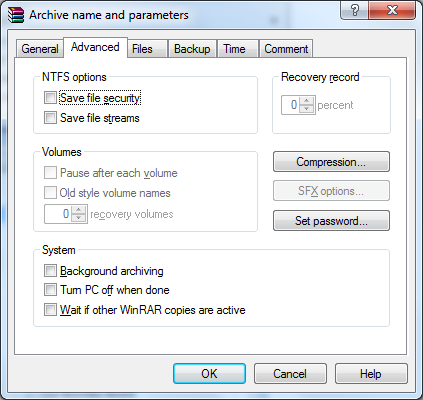 Archive name and parameters
General Advanced Files Backup Time Comment
NTFS options
Save file security
Save file streams
Recovery record
0 percent
Volumes
Pause after each volume
Old style volume names
0 recovery volumes
Compression...
SFX options...
Set password...
System
Background archiving
Turn PC off when done
Wait if other WinRAR copies are active
OK Cancel Help